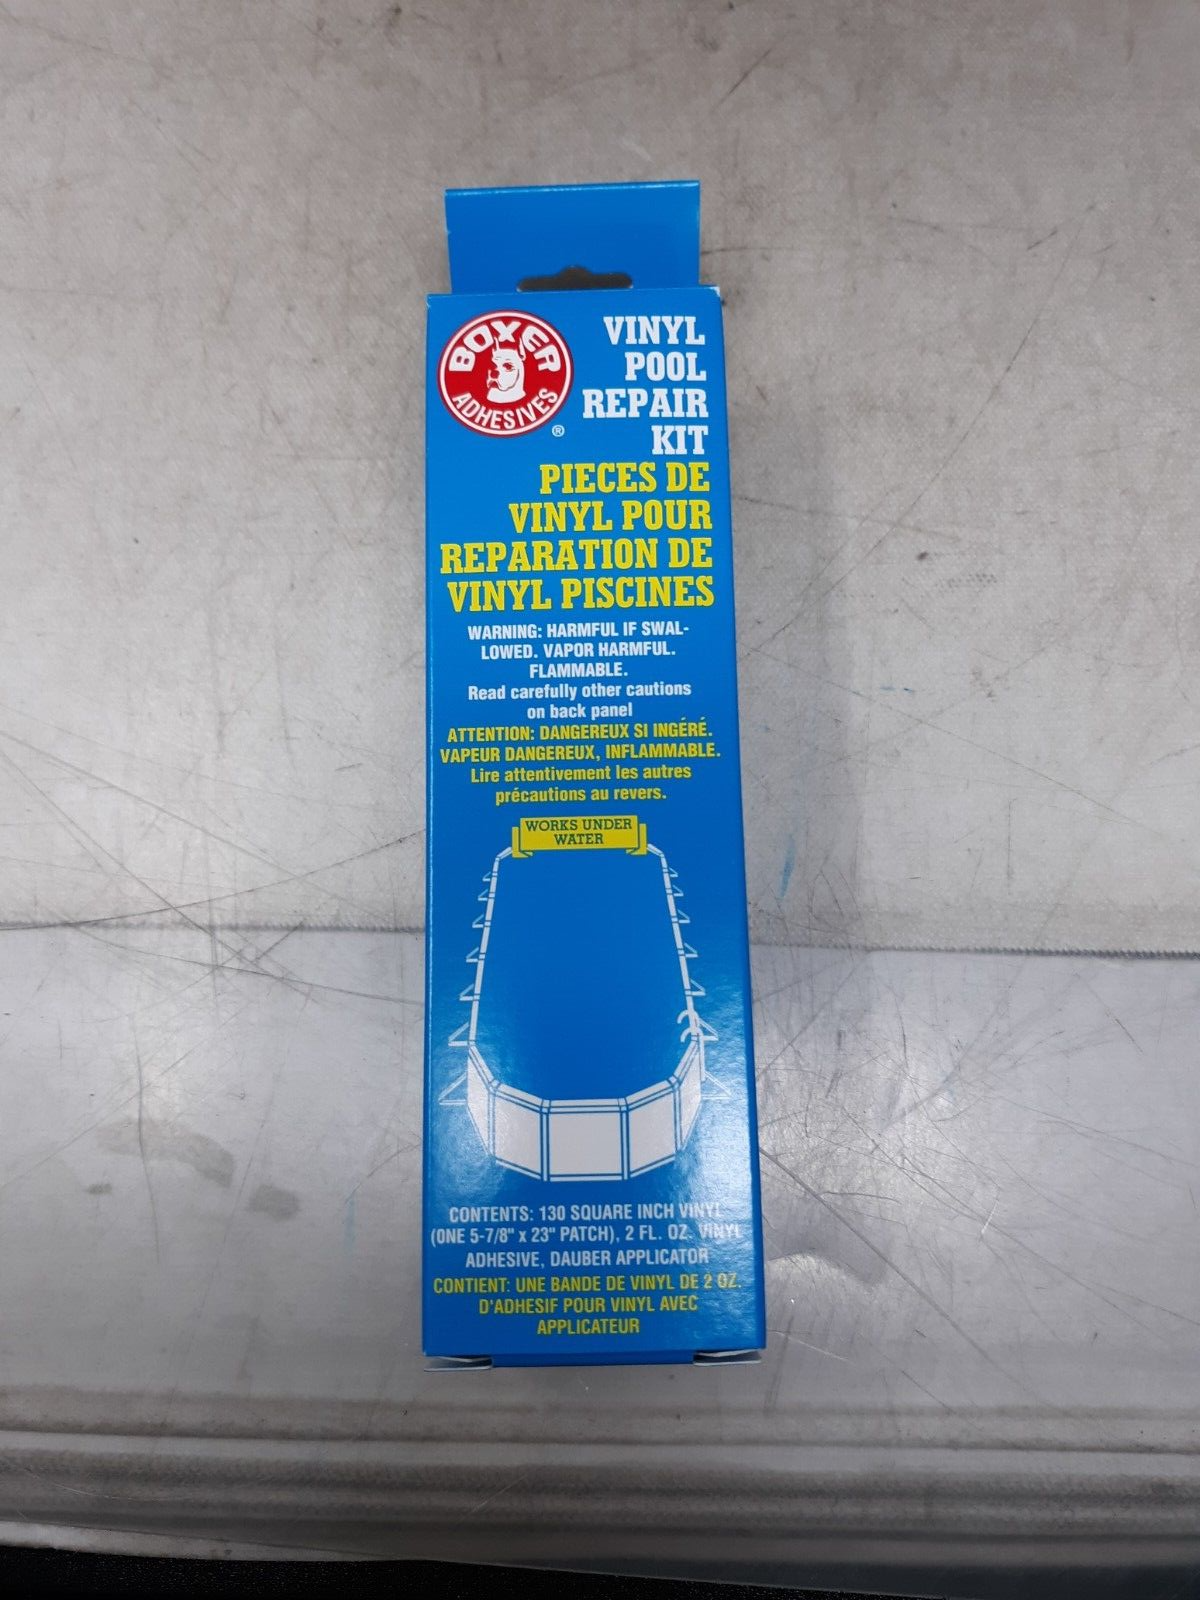 BOXER
ADHESIVES
®
VINYL
POOL
REPAIR
KIT
PIECES DE
VINYL POUR
REPARATION DE
VINYL PISCINES
WARNING: HARMFUL IF SWAL-
LOWED. VAPOR HARMFUL.
FLAMMABLE.
Read carefully other cautions
on back panel
ATTENTION: DANGEREUX SI INGÉRÉ.
VAPEUR DANGEREUX, INFLAMMABLE.
Lire attentivement les autres
précautions au revers.
WORKS UNDER
WATER
CONTENTS: 130 SQUARE INCH VINYL
(ONE 5-7/8" x 23" PATCH), 2 FL. OZ. VINYL
ADHESIVE, DAUBER APPLICATOR
CONTIENT: UNE BANDE DE VINYL DE 2 OZ.
D'ADHESIF POUR VINYL AVEC
APPLICATEUR